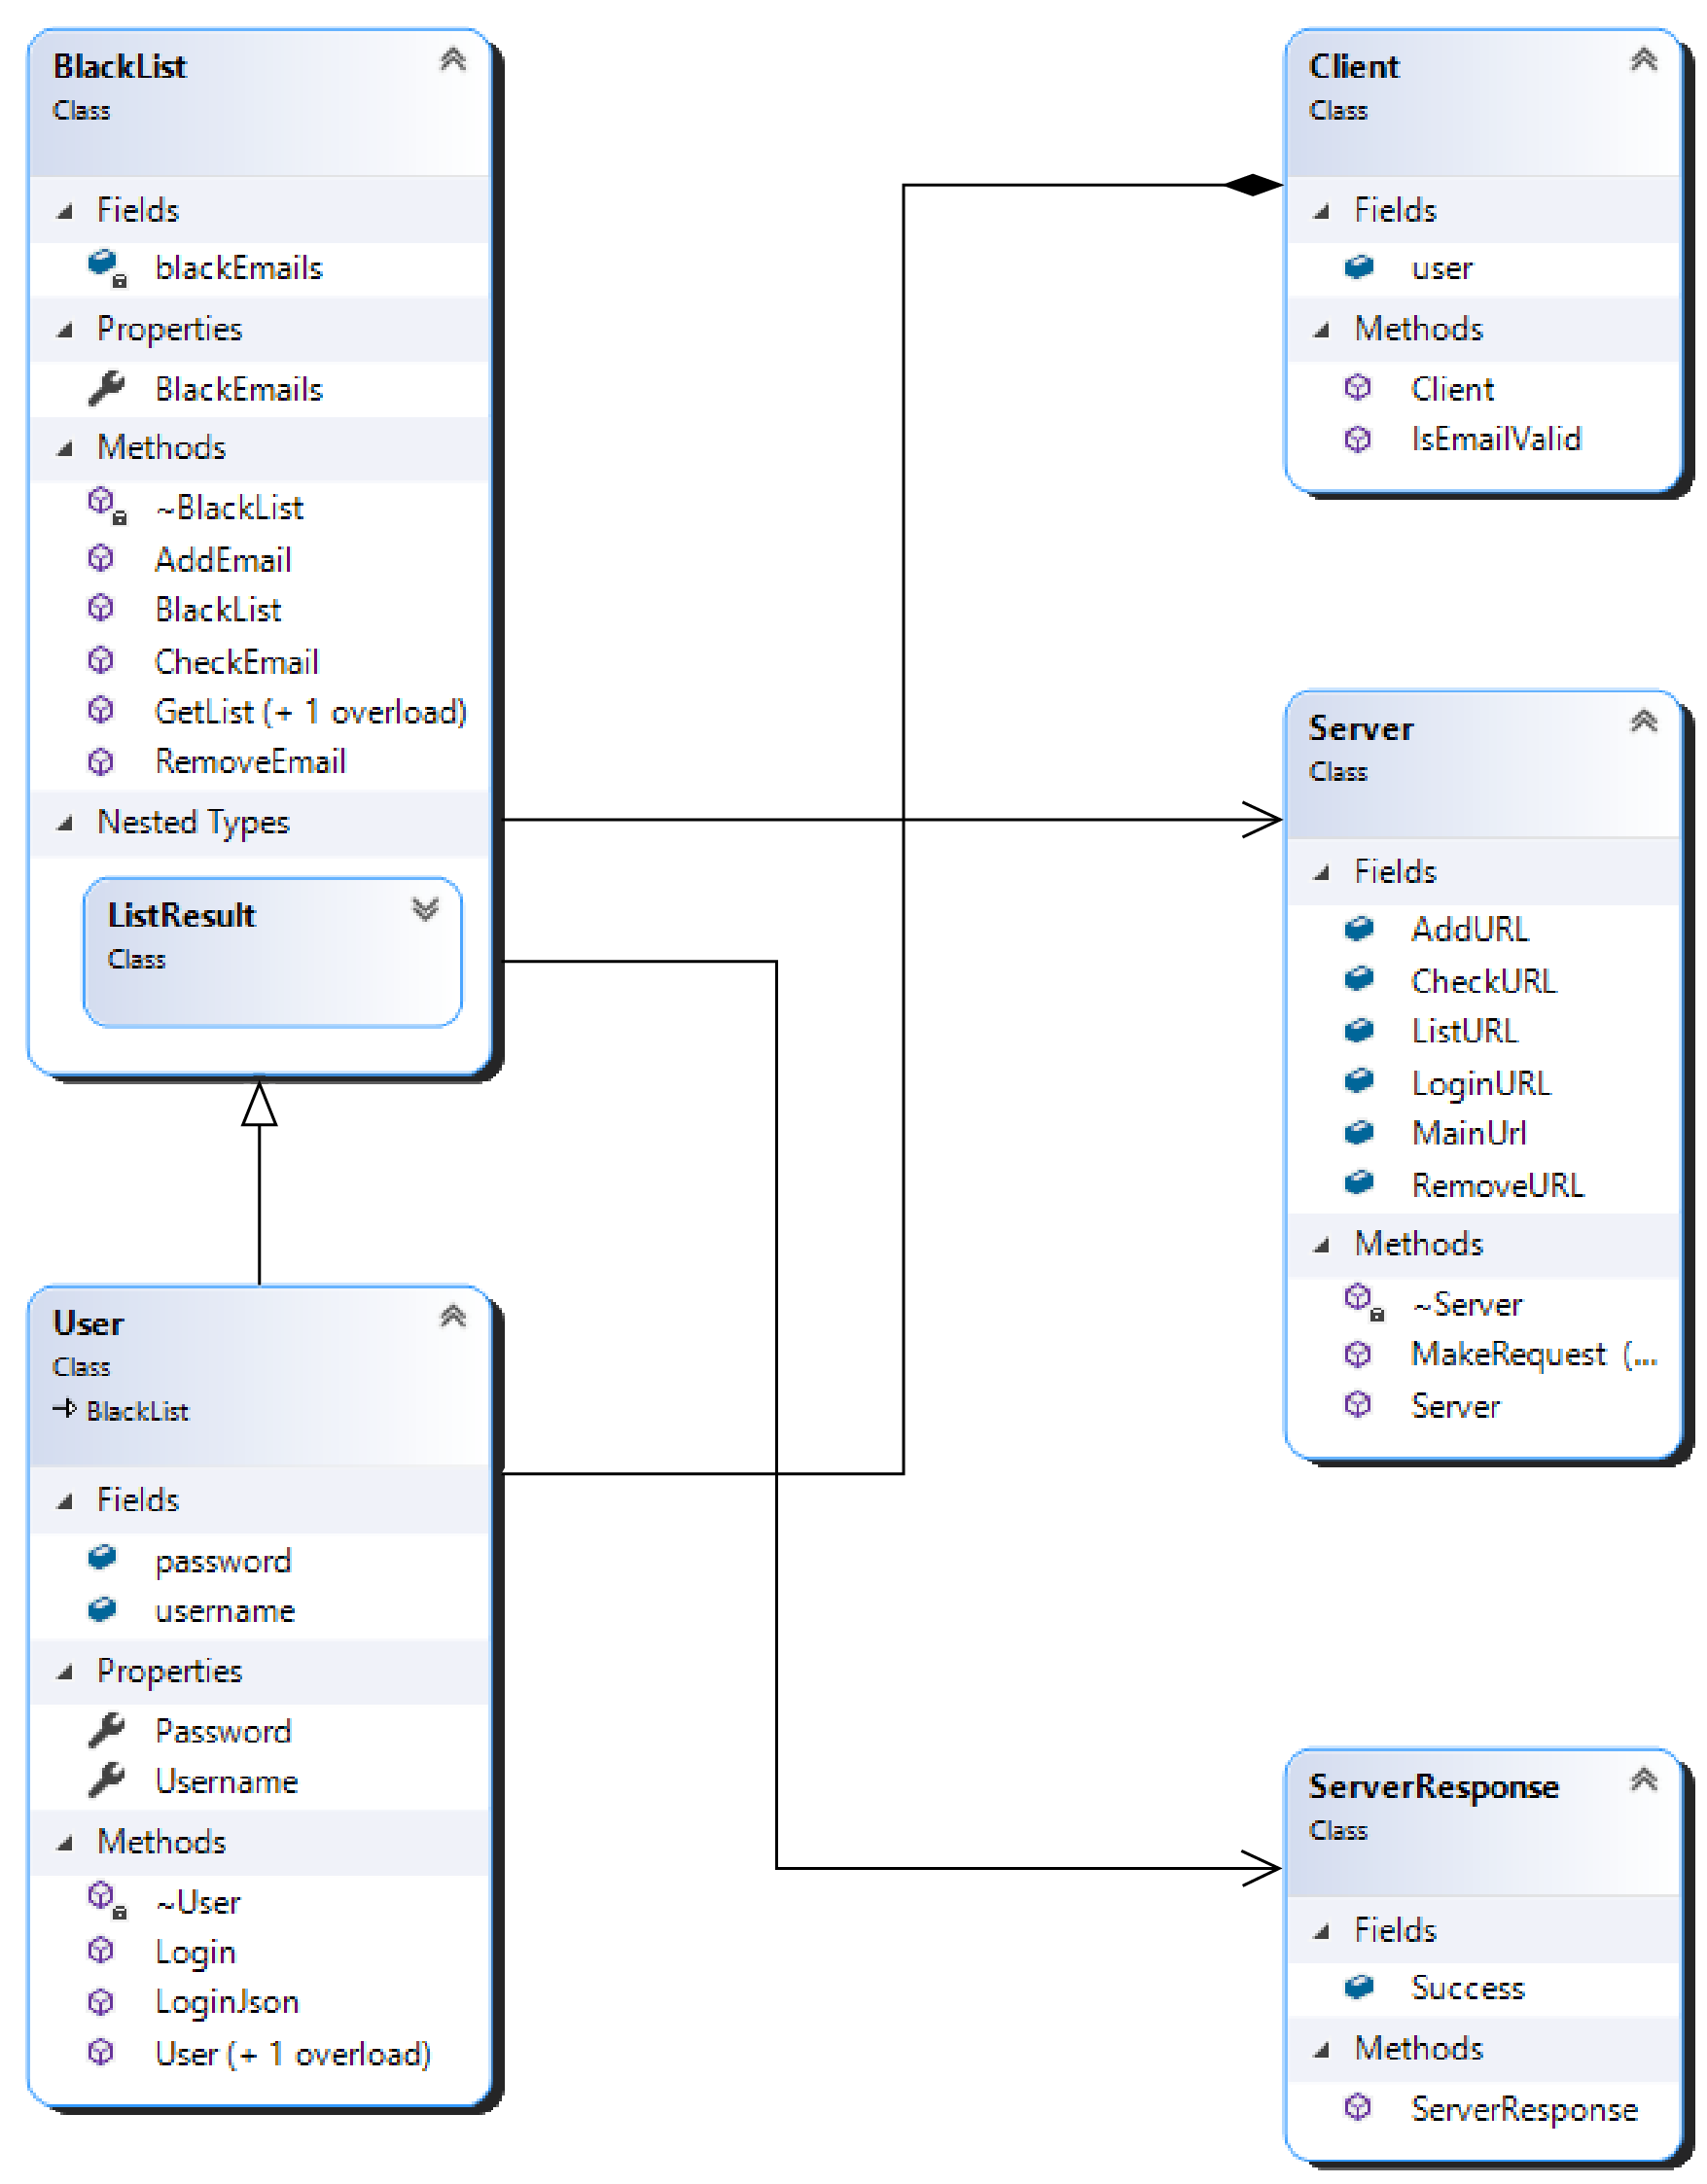 BlackList
Class
Fields
blackEmails
Properties
BlackEmails
Methods
~BlackList
AddEmail
BlackList
CheckEmail
GetList (+ 1 overload)
RemoveEmail
Nested Types
ListResult
Class
User
Class
BlackList
Fields
password
username
Properties
Password
Username
Methods
~User
Login
LoginJson
User (+ 1 overload)
Client
Class
Fields
user
Methods
Client
IsEmailValid
Server
Class
Fields
AddURL
CheckURL
ListURL
LoginURL
MainUrl
RemoveURL
Methods
~Server
MakeRequest (...
Server
ServerResponse
Class
Fields
Success
Methods
ServerResponse